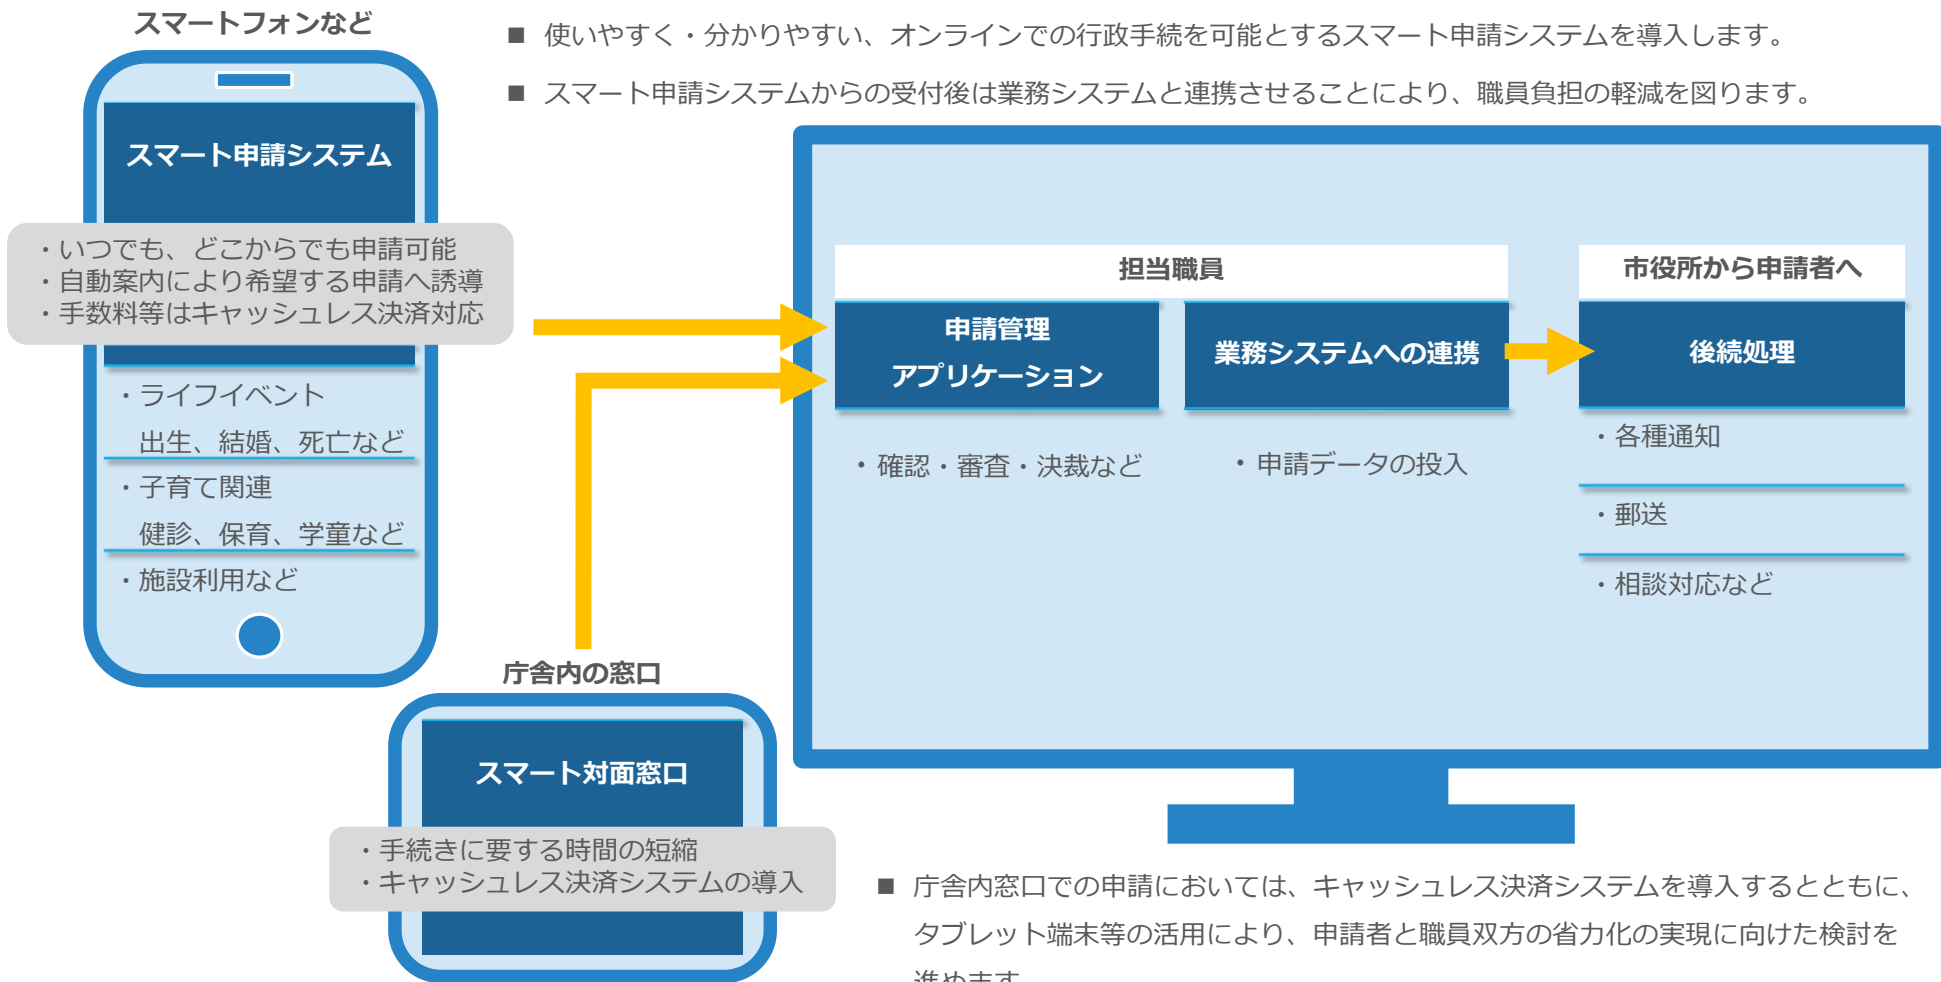 スマートフォンなど
■ 使いやすく・分かりやすい、オンラインでの行政手続を可能とするスマート申請システムを導入します。
■ スマート申請システムからの受付後は業務システムと連携させることにより、職員負担の軽減を図ります。
スマート申請システム
・いつでも、どこからでも申請可能
・自動案内により希望する申請へ誘導
・手数料等はキャッシュレス決済対応
・ライフイベント
出生、結婚、死亡など
・子育て関連
健診、保育、学童など
・施設利用など
担当職員
申請管理
アプリケーション
・確認・審査・決裁など
業務システムへの連携
・申請データの投入
市役所から申請者へ
後続処理
・各種通知
・郵送
・相談対応など
庁舎内の窓口
スマート対面窓口
・手続きに要する時間の短縮
・キャッシュレス決済システムの導入
■ 庁舎内窓口での申請においては、キャッシュレス決済システムを導入するとともに、
タブレット端末等の活用により、申請者と職員双方の省力化の実現に向けた検討を
進めます